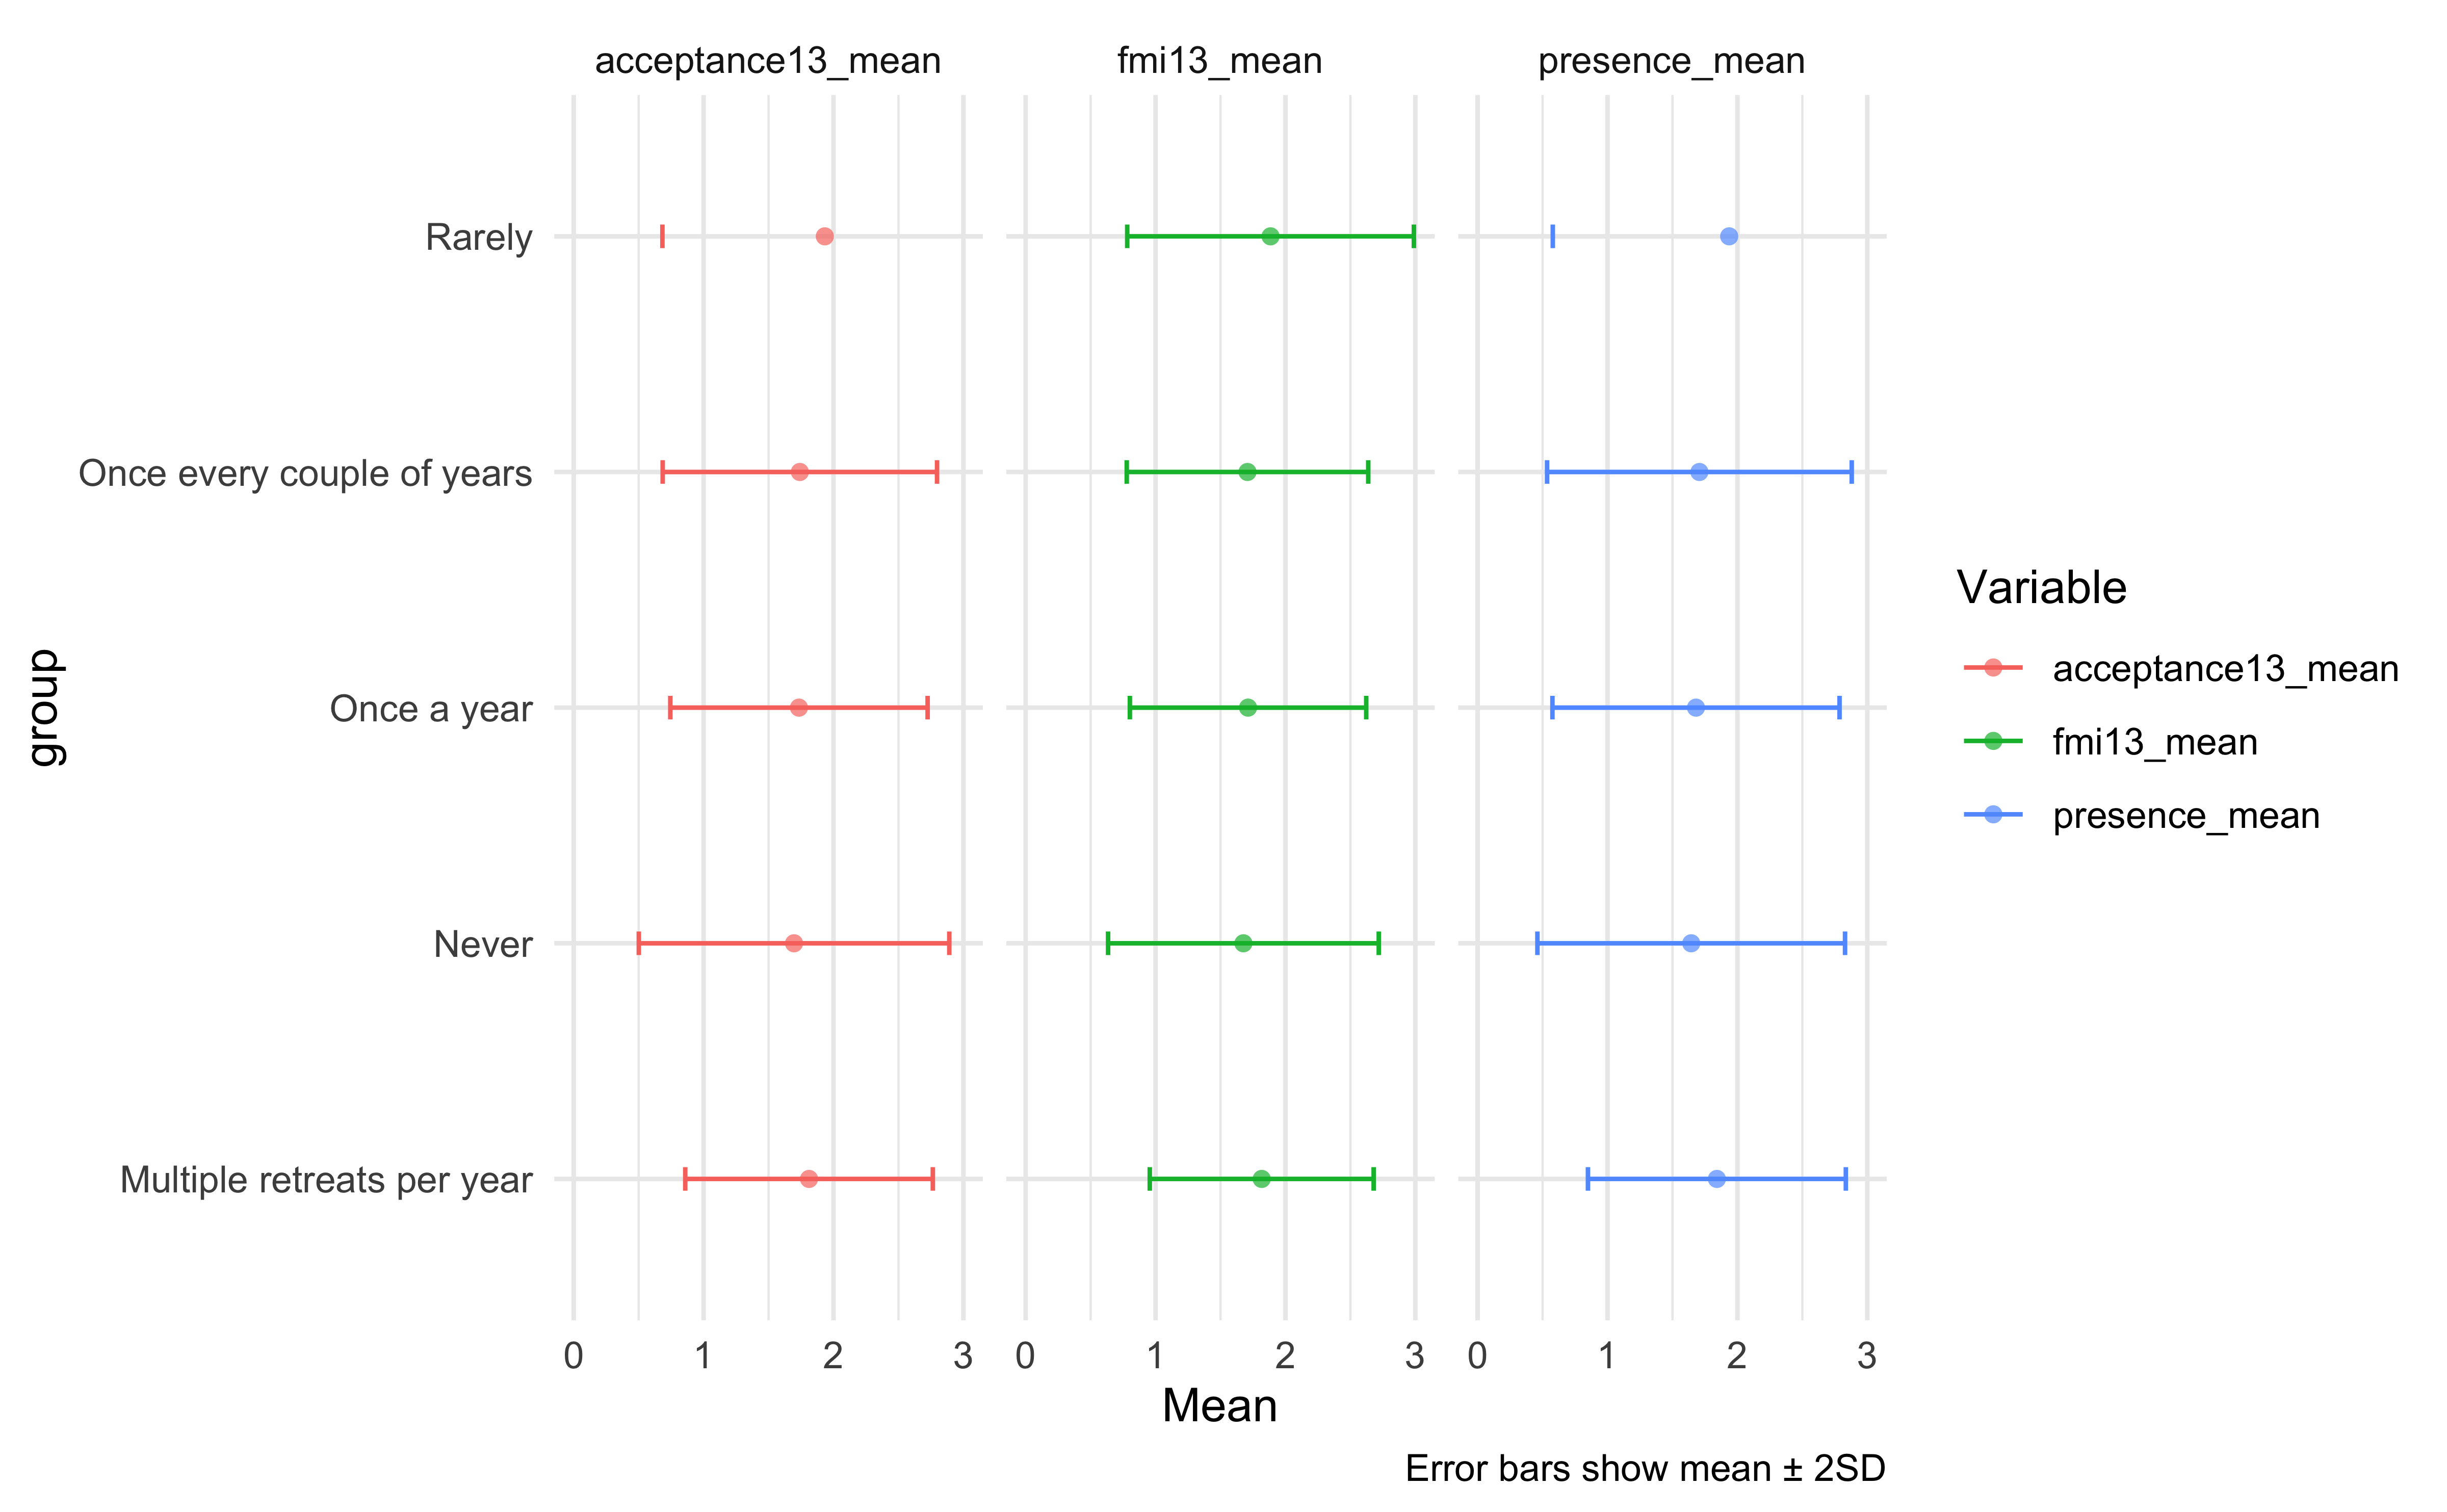 acceptance13_mean fmi13_mean presence_mean
Rarely
Once every couple of years
Once a year
Never
Multiple retreats per year
group
0 1 2 3 0 1 2 3 0 1 2 3
Mean
Error bars show mean ± 2SD
Variable
acceptance13_mean
fmi13_mean
presence_mean